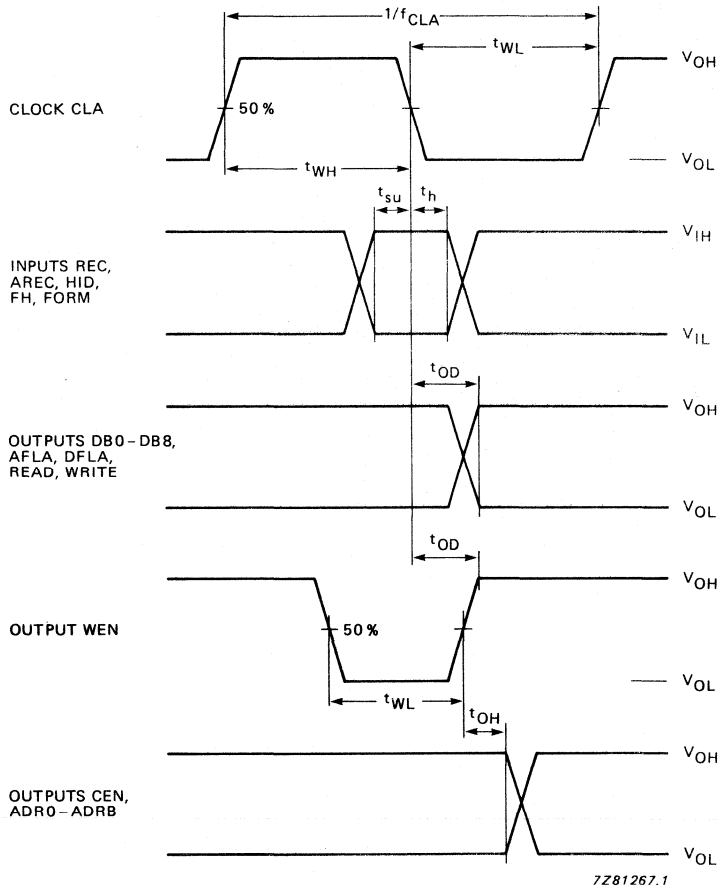 1/fCLA
tWL
VOH
CLOCK CLA
50 %
VOL
tWH
tsu
th
VIH
INPUTS REC,
AREC, HID,
FH, FORM
VIL
tOD
VOH
OUTPUTS DB0-DB8,
AFLA, DFLA,
READ, WRITE
VOL
tOD
VOH
OUTPUT WEN
50 %
VOL
tWL
tOH
VOH
OUTPUTS CEN,
ADR0-ADRB
VOL
7Z81267.1